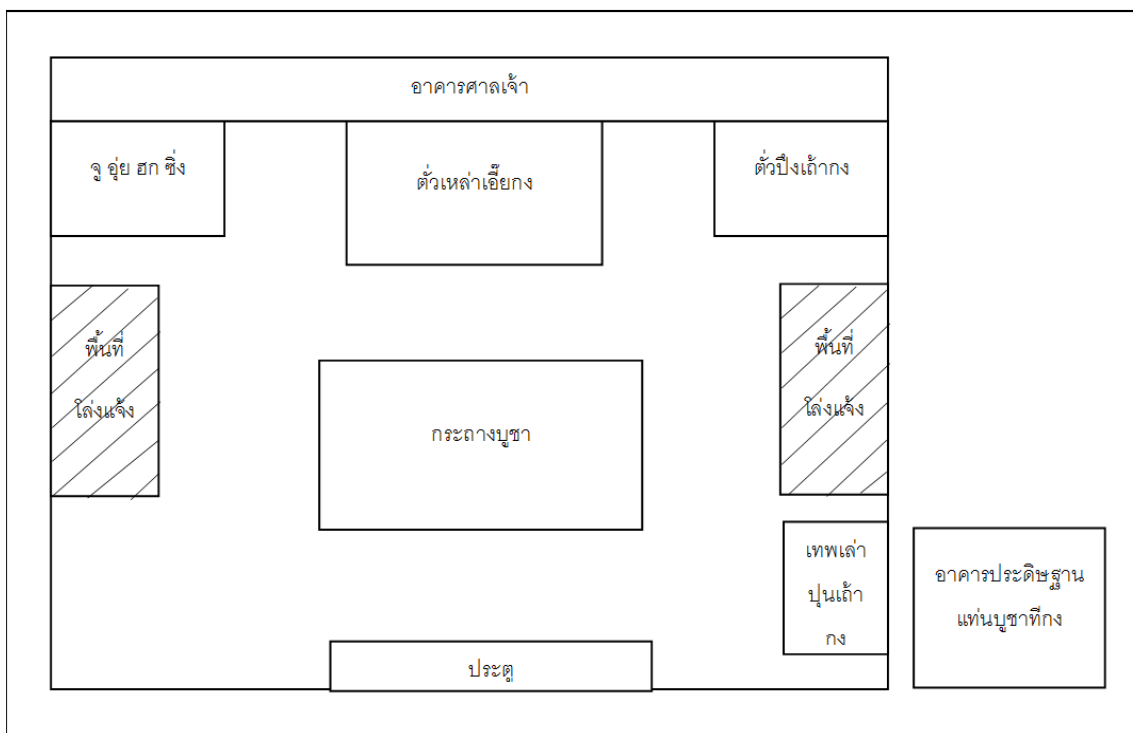 อาคารศาลเจ้า
จู อุ่ย ฮก ซิ่ง
ตั่วเหล่าเอี๊ยกง
ตั่วปึงเถ้ากง
พื้นที่
โล่งแจ้ง
พื้นที่
โล่งแจ้ง
กระถางบูชา
เทพเล่า
ปุนเถ้า
กง
อาคารประดิษฐาน
แท่นบูชาทีกง
ประตู